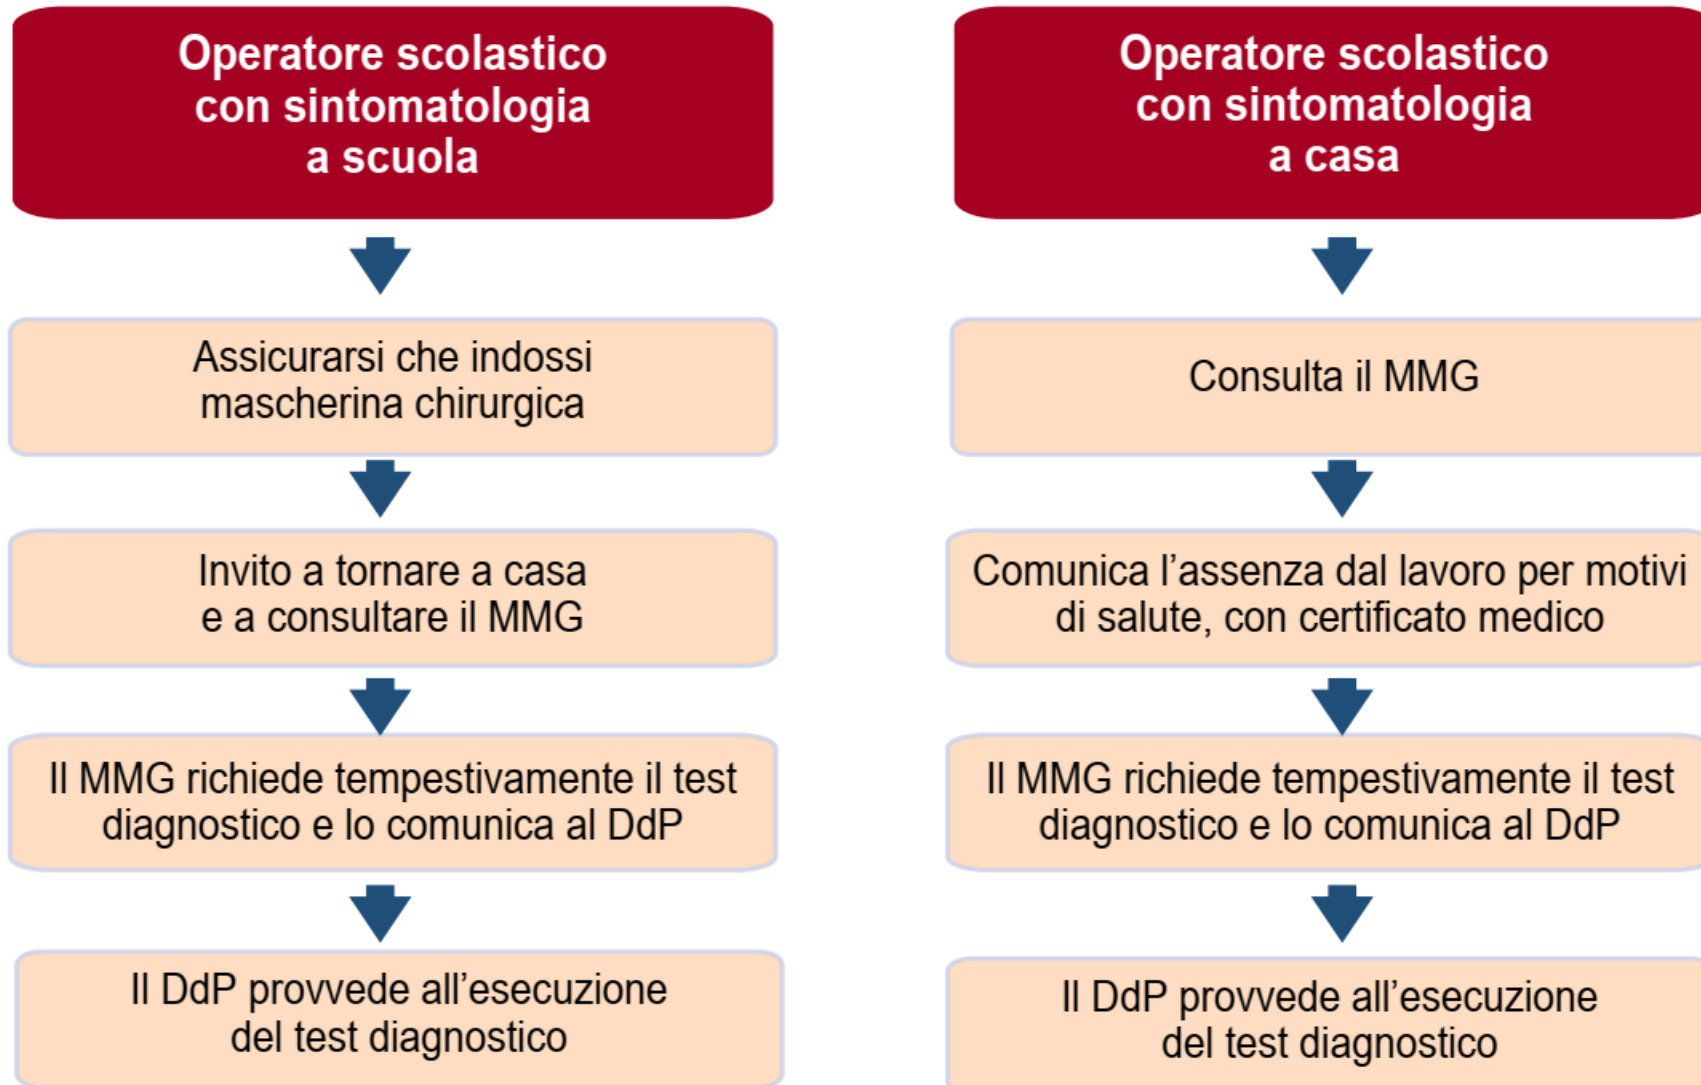 Operatore scolastico
con sintomatologia
a scuola
Assicurarsi che indossi
mascherina chirurgica
Invito a tornare a casa
e a consultare il MMG
Il MMG richiede tempestivamente il test
diagnostico e lo comunica al DdP
Il DdP provvede all’esecuzione
del test diagnostico
Operatore scolastico
con sintomatologia
a casa
Consulta il MMG
Comunica l’assenza dal lavoro per motivi
di salute, con certificato medico
Il MMG richiede tempestivamente il test
diagnostico e lo comunica al DdP
Il DdP provvede all’esecuzione
del test diagnostico